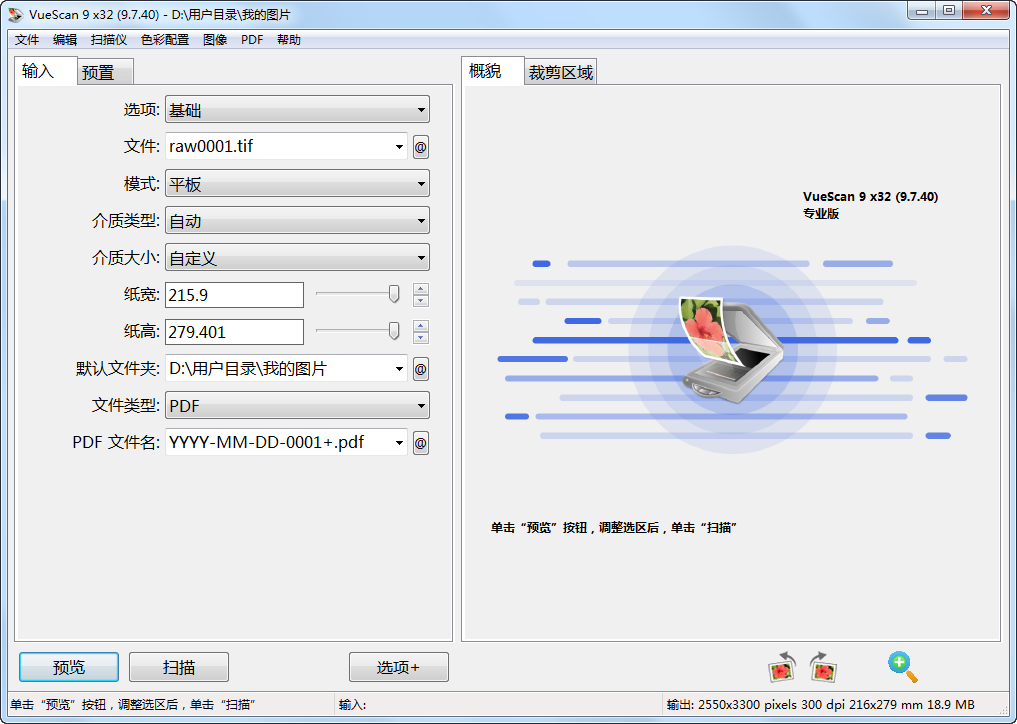 VueScan 9 x32 (9.7.40) - D:\用户目录\我的图片
文件 编辑 扫描仪 色彩配置 图像 PDF 帮助
输入 预置
选项: 基础
文件: raw0001.tif @
模式: 平板
介质类型: 自动
介质大小: 自定义
纸宽: 215.9
纸高: 279.401
默认文件夹: D:\用户目录\我的图片 @
文件类型: PDF
PDF 文件名: YYYY-MM-DD-0001+.pdf @
概貌 裁剪区域
VueScan 9 x32 (9.7.40)
专业版
单击“预览”按钮，调整选区后，单击“扫描”
预览 扫描 选项+
单击“预览”按钮，调整选区后，单击“扫描” 输入: 输出: 2550x3300 pixels 300 dpi 216x279 mm 18.9 MB